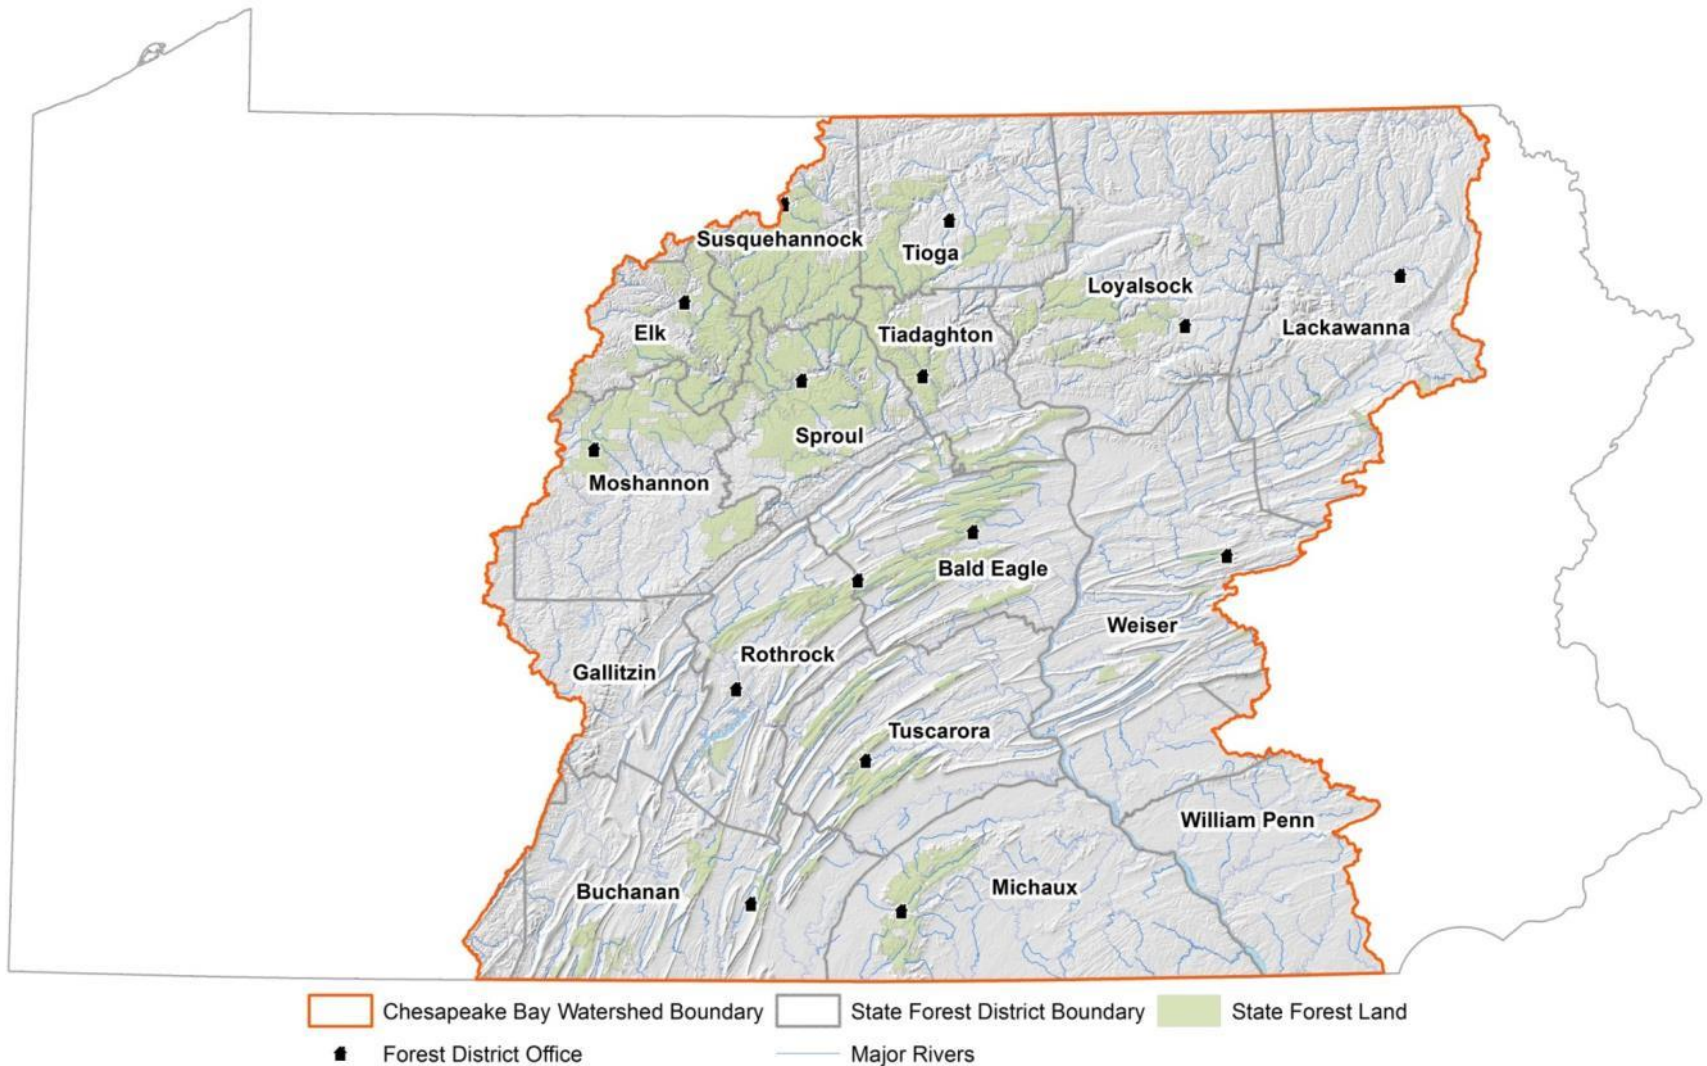 Susquehannock
Tioga
Loyalsock
Lackawanna
Elk
Tiadaghton
Sproul
Moshannon
Bald Eagle
Weiser
Rothrock
Gallitzin
Tuscarora
William Penn
Buchanan
Michaux
Chesapeake Bay Watershed Boundary
State Forest District Boundary
State Forest Land
Forest District Office
Major Rivers